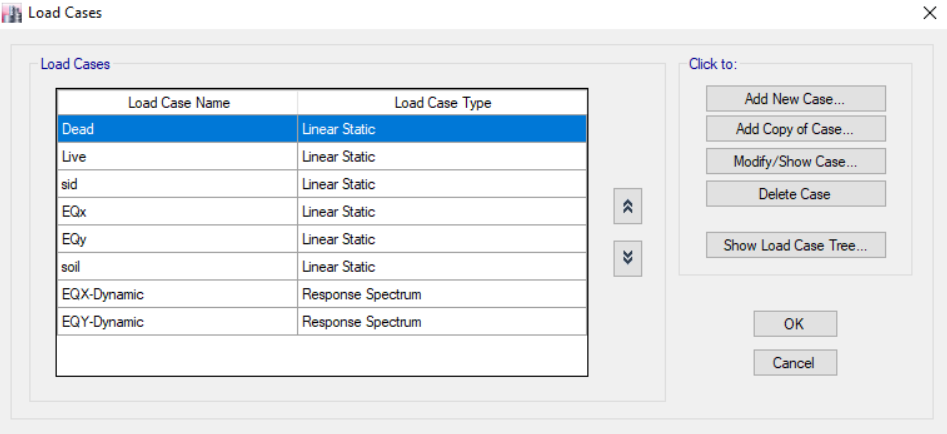 Load Cases
Load Cases
Click to:
Load Case Name Load Case Type
Dead Linear Static
Live Linear Static
sid Linear Static
EQx Linear Static
EQy Linear Static
soil Linear Static
EQX-Dynamic Response Spectrum
EQY-Dynamic Response Spectrum
Add New Case...
Add Copy of Case...
Modify/Show Case...
Delete Case
Show Load Case Tree...
OK
Cancel